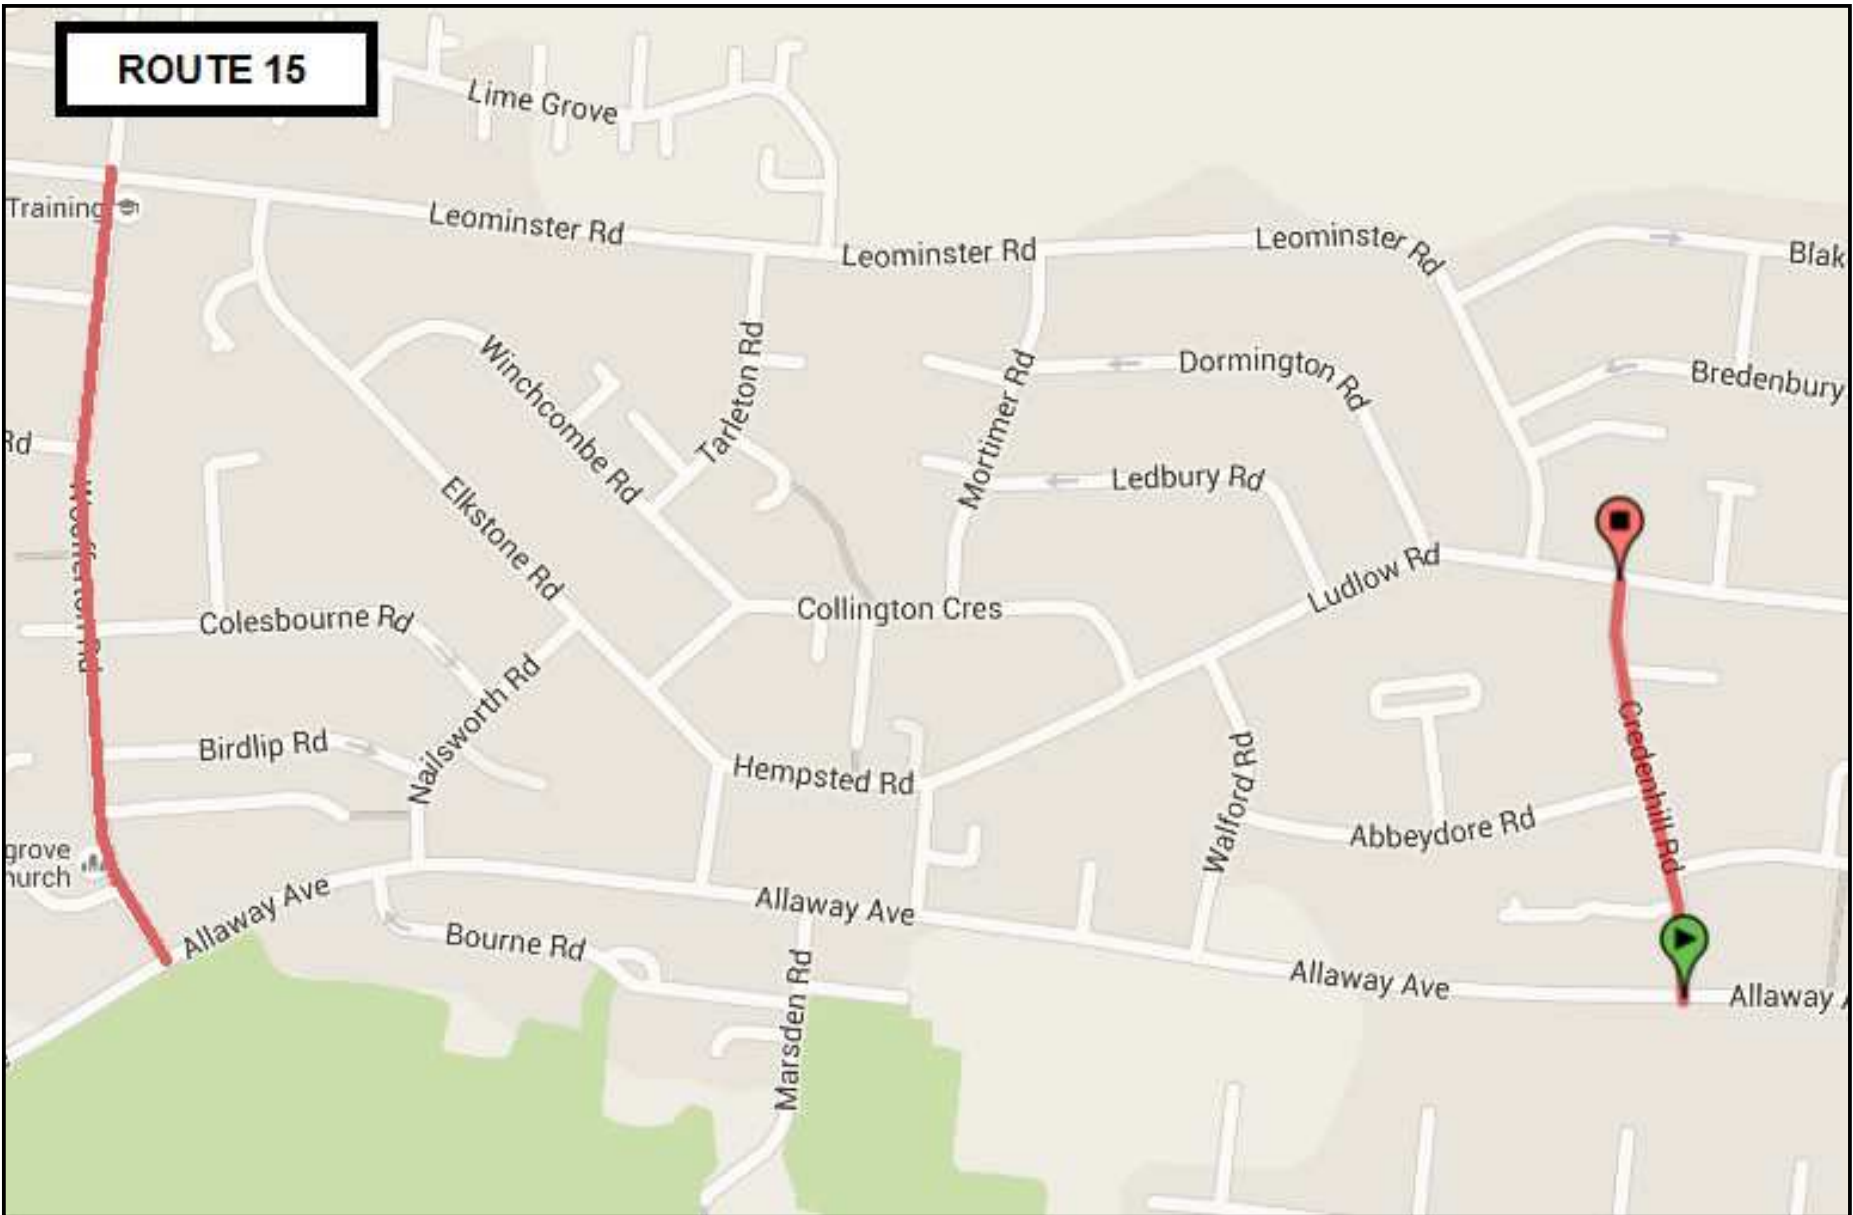 ROUTE 15
Lime Grove
Training
Leominster Rd
Leominster Rd
Leominster Rd
Blak
Winchcombe Rd
Tarleton Rd
Mortimer Rd
Dormington Rd
Bredenbury
Rd
Elkstone Rd
Ledbury Rd
Ludlow Rd
Colesbourne Rd
Collington Cres
Nailsworth Rd
Birdlip Rd
Hempsted Rd
Walford Rd
Credenhill Rd
Abbeydore Rd
grove
hurch
Allaway Ave
Allaway Ave
Bourne Rd
Marsden Rd
Allaway Ave
Allaway